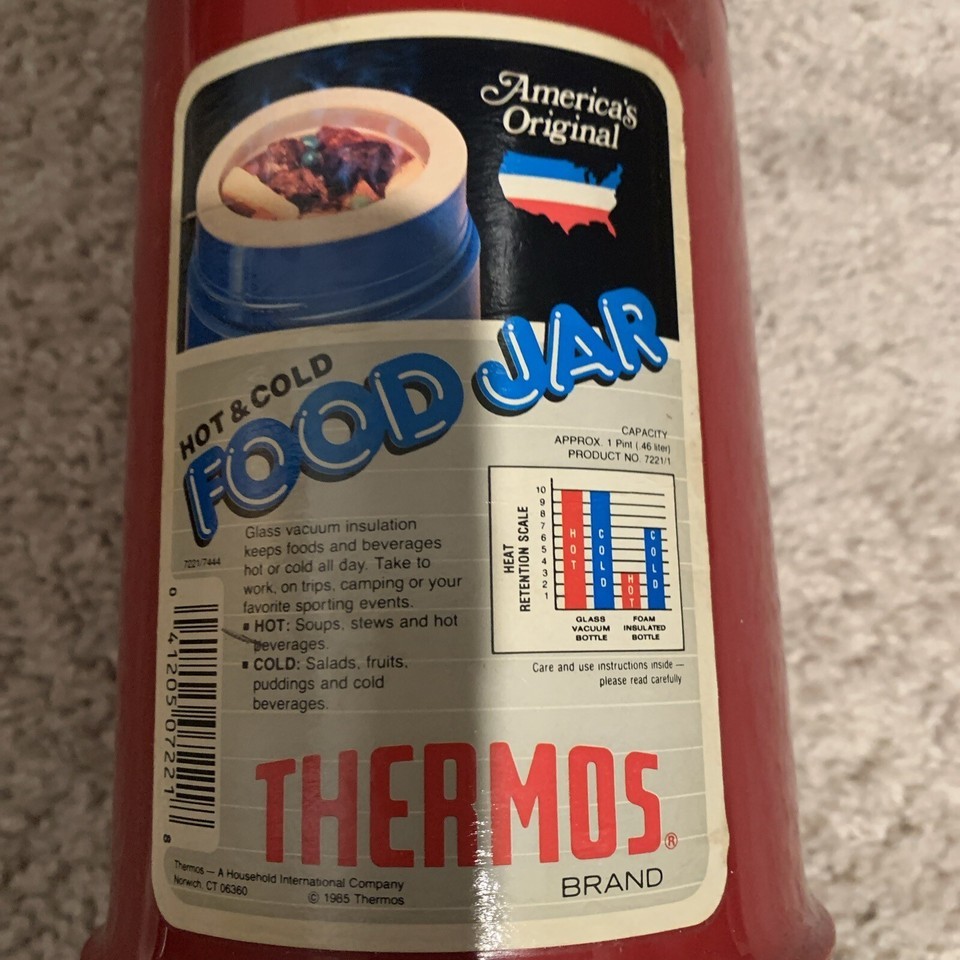 America's
Original
HOT & COLD
FOOD JAR
CAPACITY
APPROX. 1 Pint (.46 liter)
PRODUCT NO. 7221/1
Glass vacuum insulation
keeps foods and beverages
hot or cold all day. Take to
work, on trips, camping or your
favorite sporting events.
▪ HOT: Soups, stews and hot
beverages.
▪ COLD: Salads, fruits,
puddings and cold
beverages.
HEAT
RETENTION SCALE
10
9
8
7
6
5
4
3
2
1
HOT
COLD
HOT
COLD
GLASS
VACUUM
BOTTLE
FOAM
INSULATED
BOTTLE
Care and use instructions inside —
please read carefully
7221/7444
0 41205 07221 8
THERMOS®
BRAND
Thermos — A Household International Company
Norwich, CT 06360
© 1985 Thermos